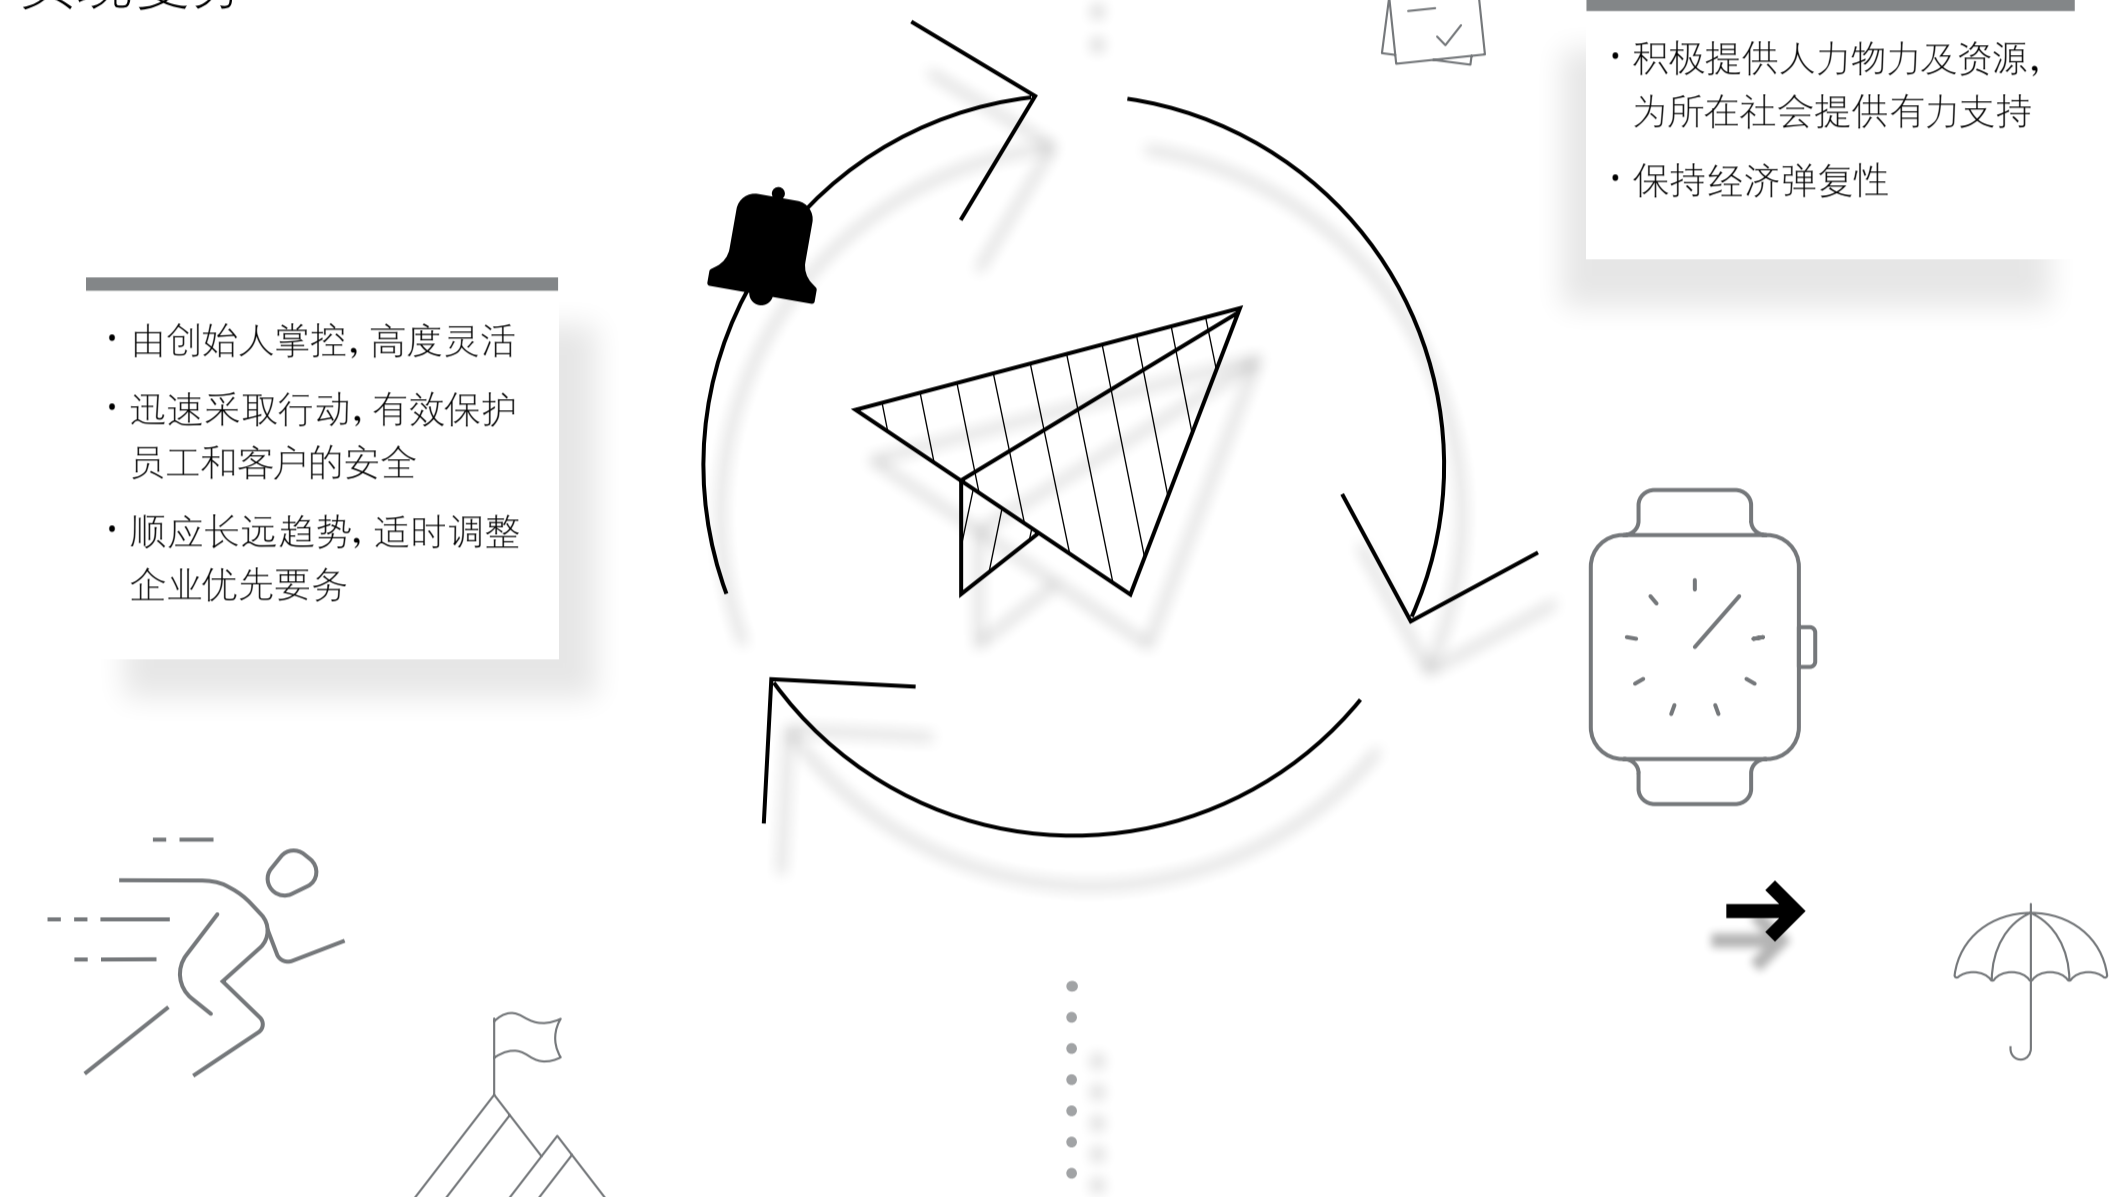 • 积极提供人力物力及资源，
为所在社会提供有力支持
• 保持经济弹复性
• 由创始人掌控，高度灵活
• 迅速采取行动，有效保护
员工和客户的安全
• 顺应长远趋势，适时调整
企业优先要务